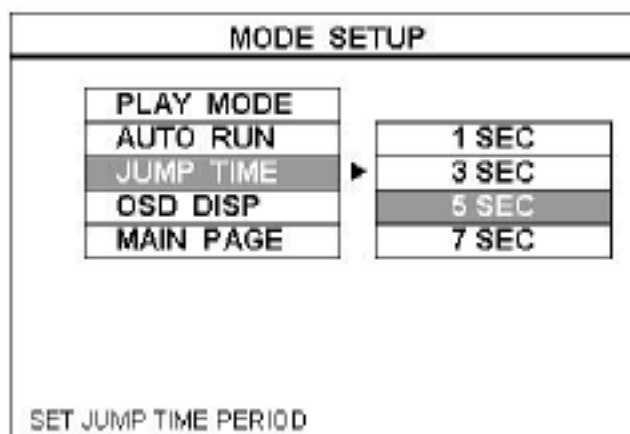 MODE SETUP
PLAY MODE
AUTO RUN
JUMP TIME
OSD DISP
MAIN PAGE
1 SEC
3 SEC
5 SEC
7 SEC
SET JUMP TIME PERIOD